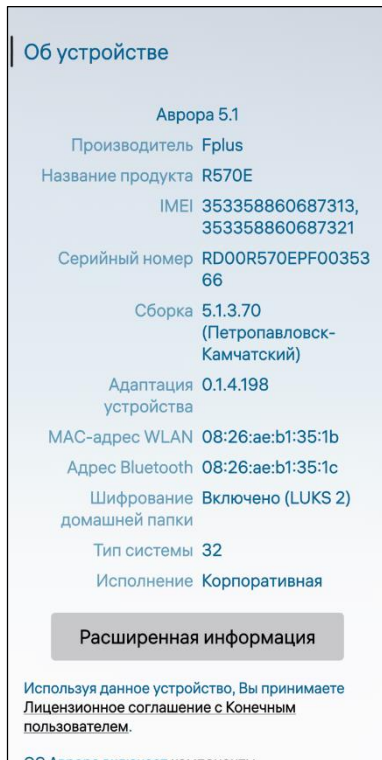 Об устройстве
Аврора 5.1
Производитель Fplus
Название продукта R570E
IMEI 353358860687313,
353358860687321
Серийный номер RD00R570EPF00353
66
Сборка 5.1.3.70
(Петропавловск-
Камчатский)
Адаптация 0.1.4.198
устройства
MAC-адрес WLAN 08:26:ae:b1:35:1b
Адрес Bluetooth 08:26:ae:b1:35:1c
Шифрование Включено (LUKS 2)
домашней папки
Тип системы 32
Исполнение Корпоративная
Расширенная информация
Используя данное устройство, Вы принимаете
Лицензионное соглашение с Конечным
пользователем.